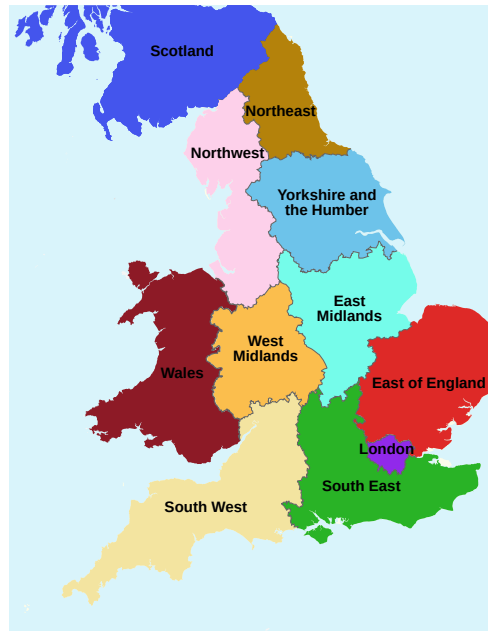 Scotland
Northeast
Northwest
Yorkshire and
the Humber
East
Midlands
West
Midlands
Wales
East of England
London
South East
South West